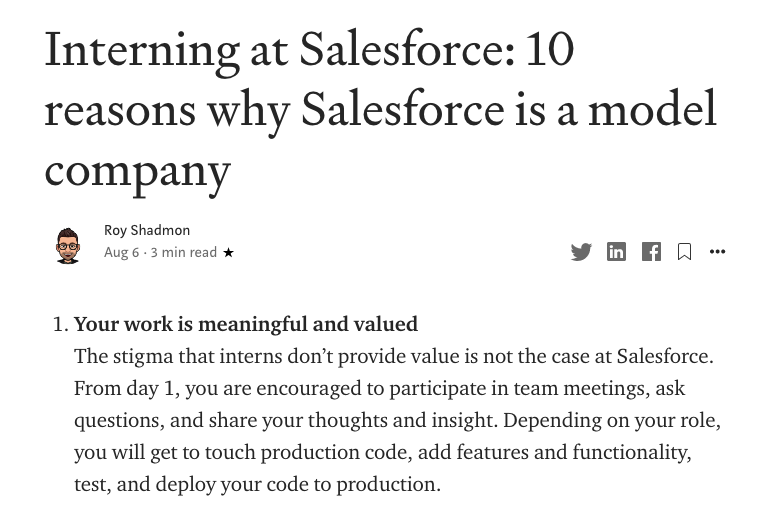 Interning at Salesforce: 10
reasons why Salesforce is a model
company
Roy Shadmon
Aug 6 · 3 min read ★
1. Your work is meaningful and valued
The stigma that interns don’t provide value is not the case at Salesforce.
From day 1, you are encouraged to participate in team meetings, ask
questions, and share your thoughts and insight. Depending on your role,
you will get to touch production code, add features and functionality,
test, and deploy your code to production.